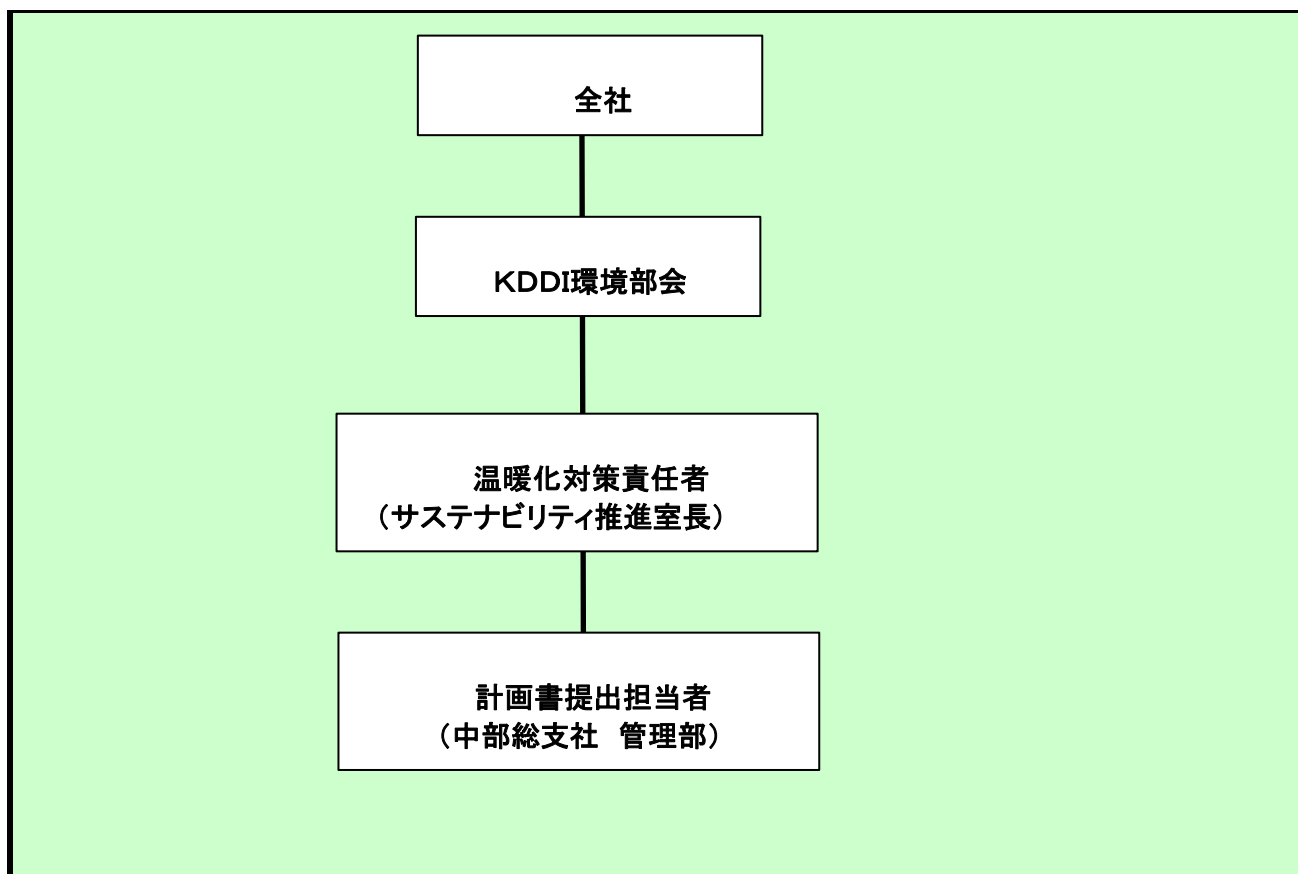 全社
ＫＤＤＩ環境部会
温暖化対策責任者
（サステナビリティ推進室長）
計画書提出担当者
（中部総支社　管理部）